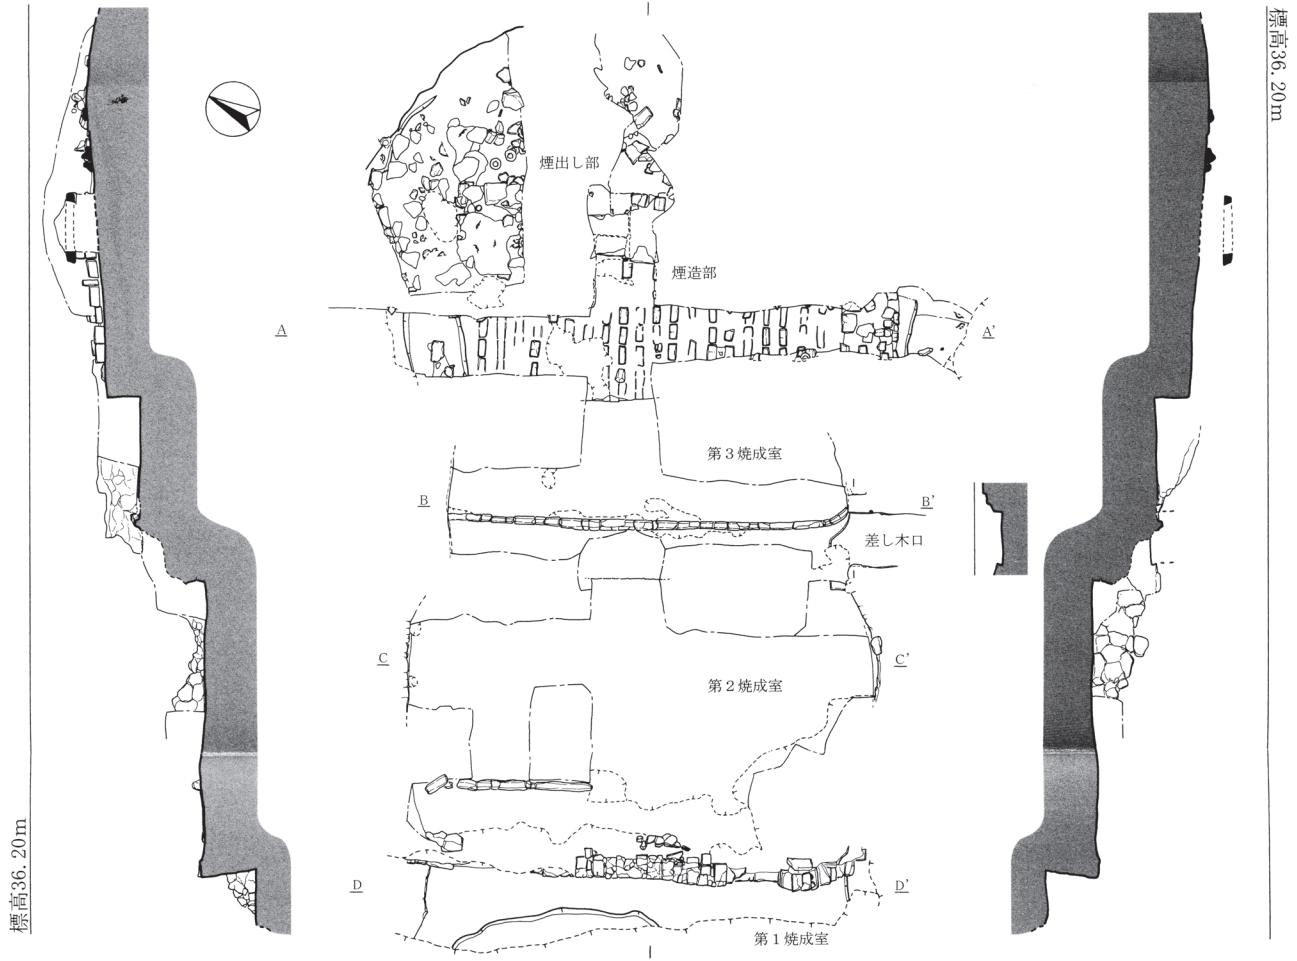 標高36.20m
煙出し部
煙造部
A
A'
第3焼成室
B
B'
差し木口
C
C'
第2焼成室
D
D'
第1焼成室
標高36.20m